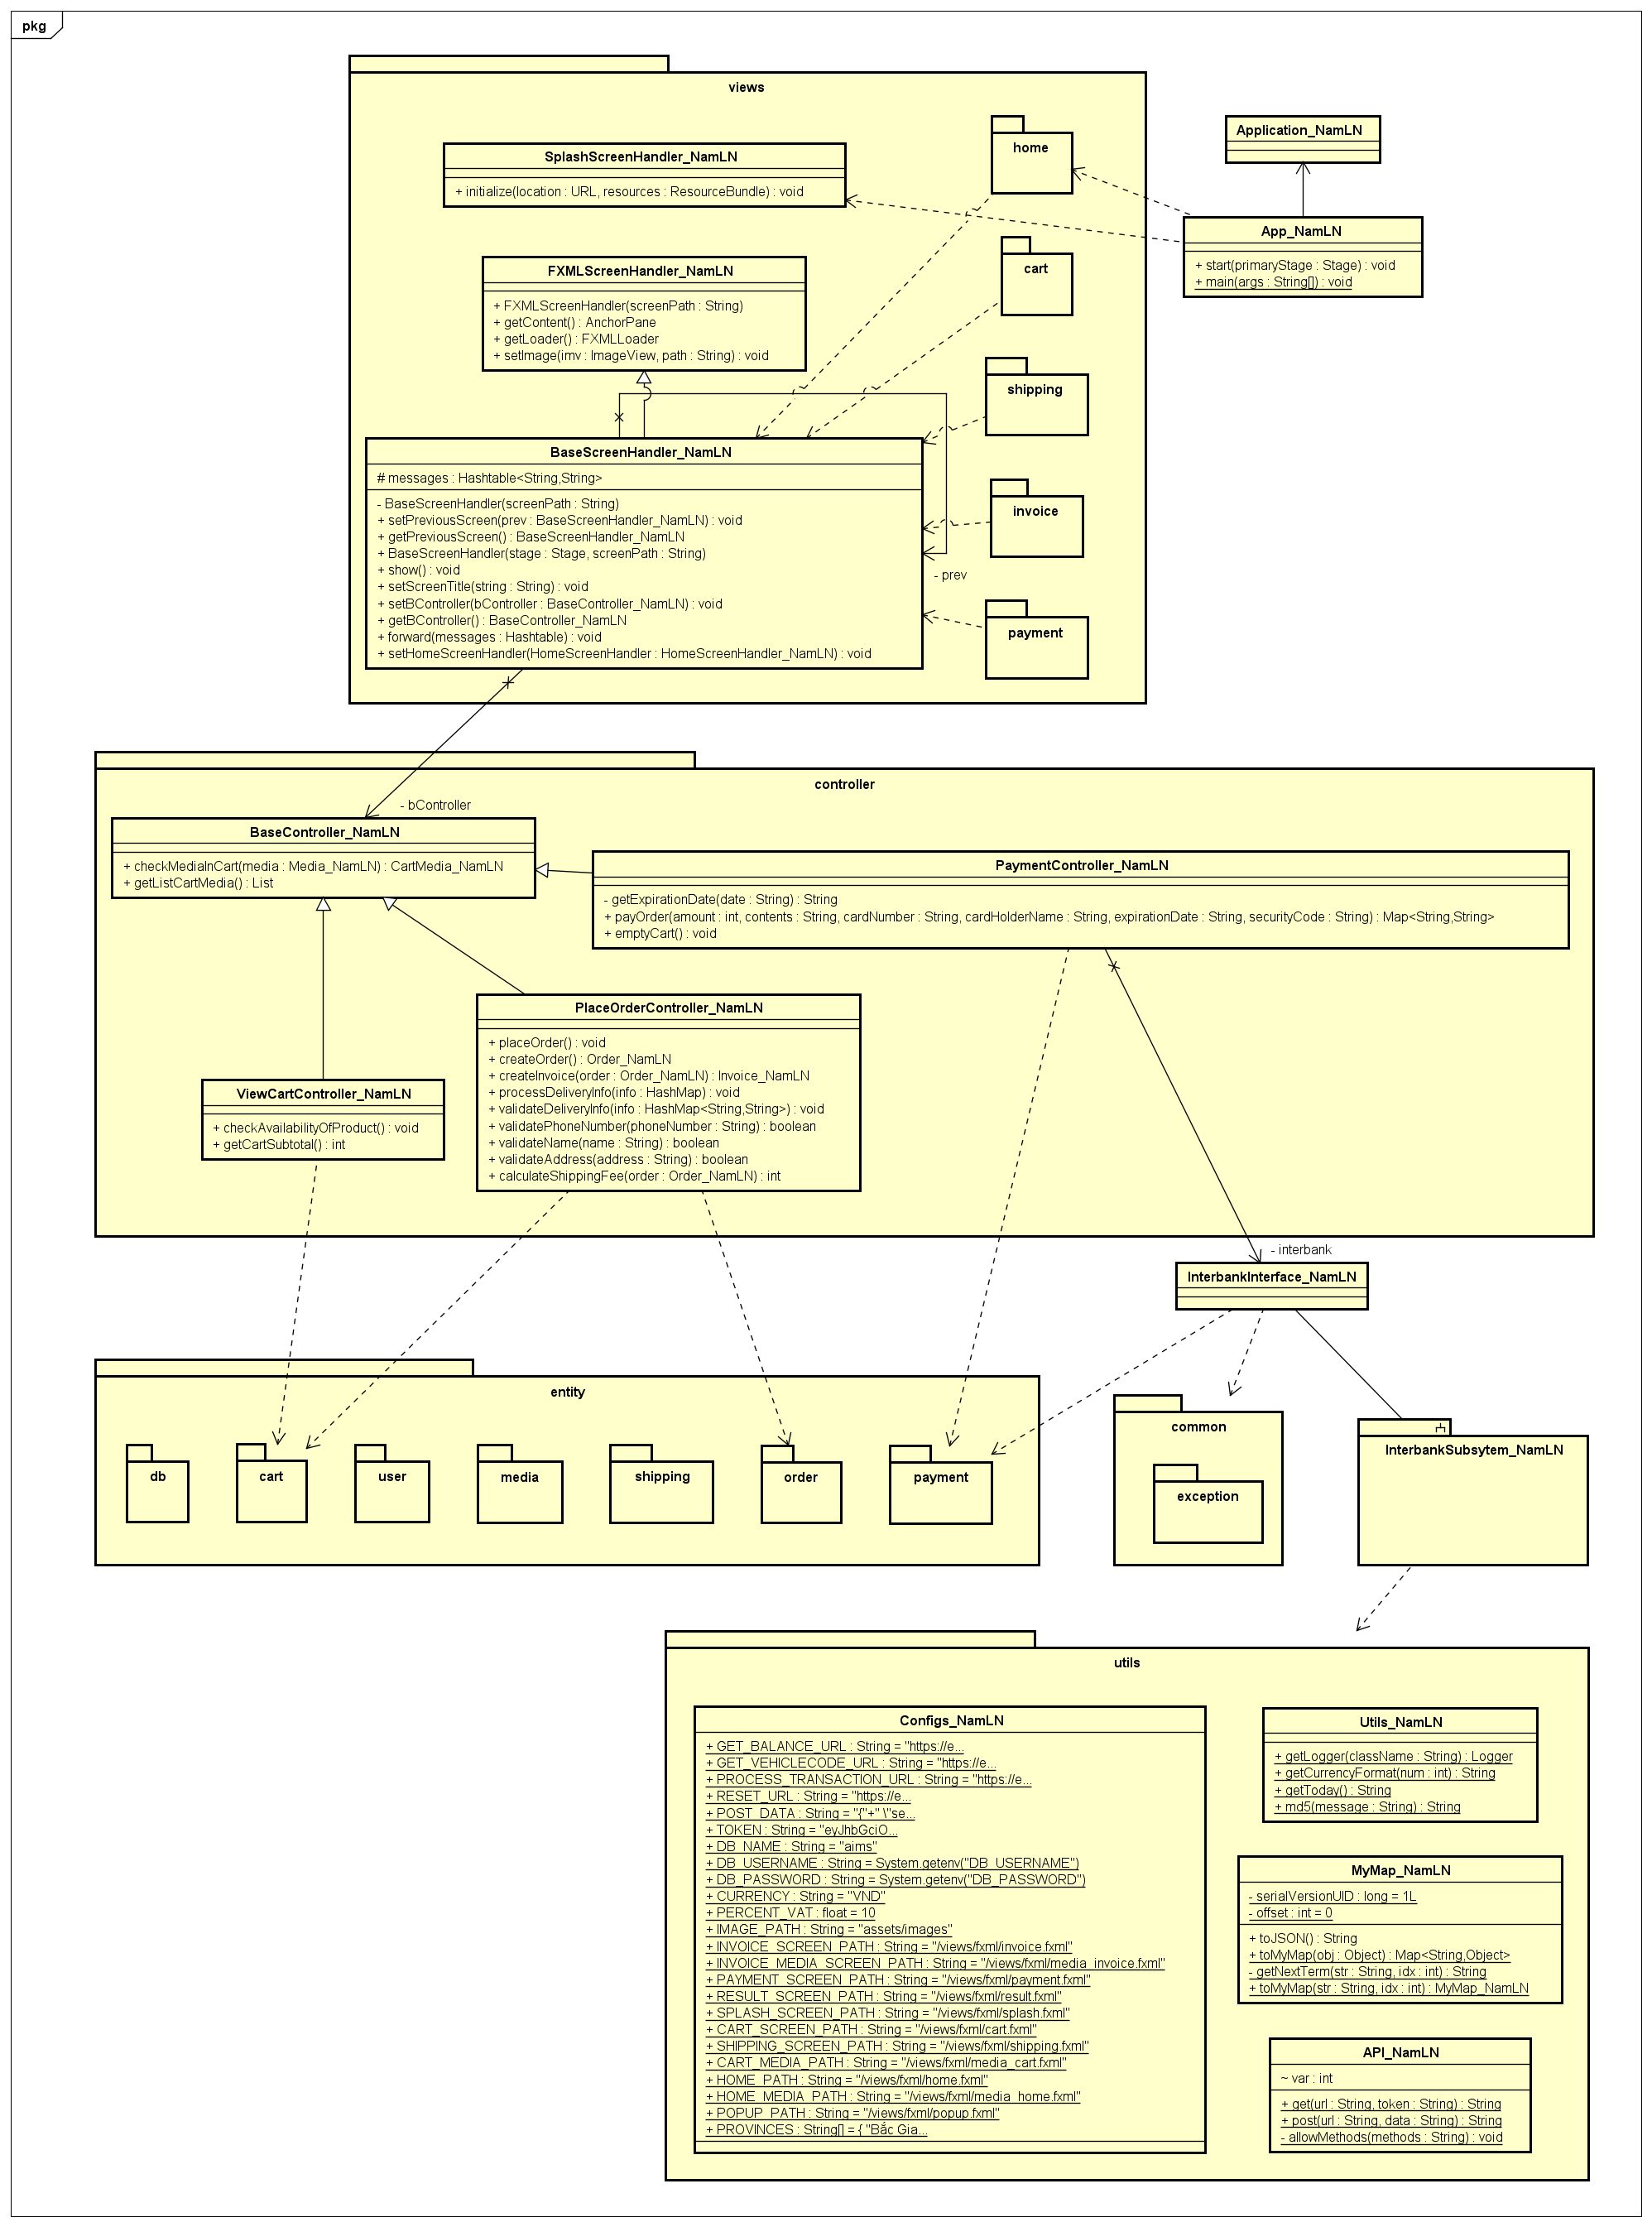 pkg
views
SplashScreenHandler_NamLN
+ initialize(location : URL, resources : ResourceBundle) : void
home
Application_NamLN
App_NamLN
+ start(primaryStage : Stage) : void
+ main(args : String[]) : void
FXMLScreenHandler_NamLN
+ FXMLScreenHandler(screenPath : String)
+ getContent() : AnchorPane
+ getLoader() : FXMLLoader
+ setImage(imv : ImageView, path : String) : void
cart
shipping
BaseScreenHandler_NamLN
# messages : Hashtable<String,String>
- BaseScreenHandler(screenPath : String)
+ setPreviousScreen(prev : BaseScreenHandler_NamLN) : void
+ getPreviousScreen() : BaseScreenHandler_NamLN
+ BaseScreenHandler(stage : Stage, screenPath : String)
+ show() : void
+ setScreenTitle(string : String) : void
+ setBController(bController : BaseController_NamLN) : void
+ getBController() : BaseController_NamLN
+ forward(messages : Hashtable) : void
+ setHomeScreenHandler(HomeScreenHandler : HomeScreenHandler_NamLN) : void
invoice
- prev
payment
controller
- bController
BaseController_NamLN
+ checkMediaInCart(media : Media_NamLN) : CartMedia_NamLN
+ getListCartMedia() : List
PaymentController_NamLN
- getExpirationDate(date : String) : String
+ payOrder(amount : int, contents : String, cardNumber : String, cardHolderName : String, expirationDate : String, securityCode : String) : Map<String,String>
+ emptyCart() : void
PlaceOrderController_NamLN
+ placeOrder() : void
+ createOrder() : Order_NamLN
+ createInvoice(order : Order_NamLN) : Invoice_NamLN
+ processDeliveryInfo(info : HashMap) : void
+ validateDeliveryInfo(info : HashMap<String,String>) : void
+ validatePhoneNumber(phoneNumber : String) : boolean
+ validateName(name : String) : boolean
+ validateAddress(address : String) : boolean
+ calculateShippingFee(order : Order_NamLN) : int
ViewCartController_NamLN
+ checkAvailabilityOfProduct() : void
+ getCartSubtotal() : int
- interbank
InterbankInterface_NamLN
entity
db
cart
user
media
shipping
order
payment
common
exception
InterbankSubsytem_NamLN
utils
Configs_NamLN
+ GET_BALANCE_URL : String = "https://e...
+ GET_VEHICLECODE_URL : String = "https://e...
+ PROCESS_TRANSACTION_URL : String = "https://e...
+ RESET_URL : String = "https://e...
+ POST_DATA : String = "{"+" \"se...
+ TOKEN : String = "eyJhbGciO...
+ DB_NAME : String = "aims"
+ DB_USERNAME : String = System.getenv("DB_USERNAME")
+ DB_PASSWORD : String = System.getenv("DB_PASSWORD")
+ CURRENCY : String = "VND"
+ PERCENT_VAT : float = 10
+ IMAGE_PATH : String = "assets/images"
+ INVOICE_SCREEN_PATH : String = "/views/fxml/invoice.fxml"
+ INVOICE_MEDIA_SCREEN_PATH : String = "/views/fxml/media_invoice.fxml"
+ PAYMENT_SCREEN_PATH : String = "/views/fxml/payment.fxml"
+ RESULT_SCREEN_PATH : String = "/views/fxml/result.fxml"
+ SPLASH_SCREEN_PATH : String = "/views/fxml/splash.fxml"
+ CART_SCREEN_PATH : String = "/views/fxml/cart.fxml"
+ SHIPPING_SCREEN_PATH : String = "/views/fxml/shipping.fxml"
+ CART_MEDIA_PATH : String = "/views/fxml/media_cart.fxml"
+ HOME_PATH : String = "/views/fxml/home.fxml"
+ HOME_MEDIA_PATH : String = "/views/fxml/media_home.fxml"
+ POPUP_PATH : String = "/views/fxml/popup.fxml"
+ PROVINCES : String[] = { "Bắc Gia...
Utils_NamLN
+ getLogger(className : String) : Logger
+ getCurrencyFormat(num : int) : String
+ getToday() : String
+ md5(message : String) : String
MyMap_NamLN
- serialVersionUID : long = 1L
- offset : int = 0
+ toJSON() : String
+ toMyMap(obj : Object) : Map<String,Object>
- getNextTerm(str : String, idx : int) : String
+ toMyMap(str : String, idx : int) : MyMap_NamLN
API_NamLN
~ var : int
+ get(url : String, token : String) : String
+ post(url : String, data : String) : String
- allowMethods(methods : String) : void